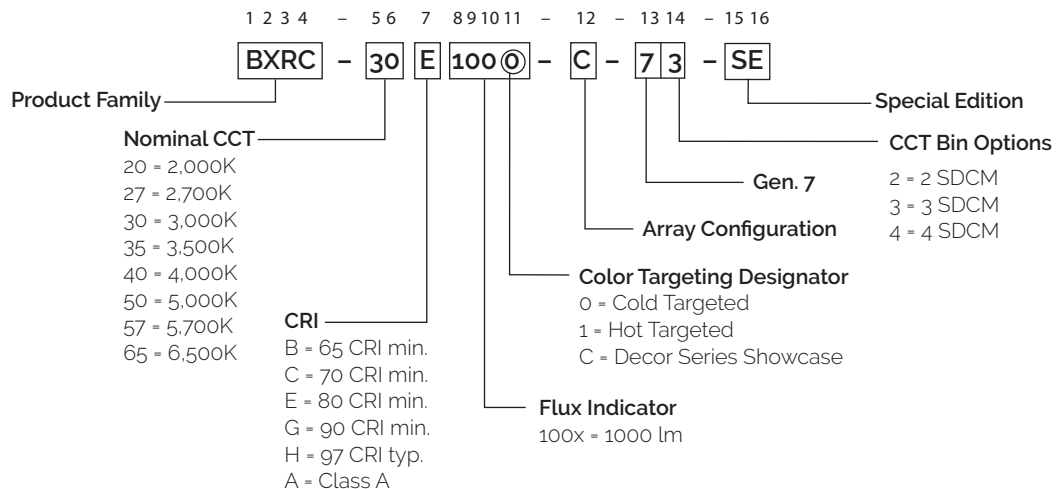 1 2 3 4 – 5 6 7 8 9 10 11 – 12 – 13 14 – 15 16
BXRC – 30 E 100 0 – C – 7 3 – SE
Product Family
Special Edition
Nominal CCT
20 = 2,000K
27 = 2,700K
30 = 3,000K
35 = 3,500K
40 = 4,000K
50 = 5,000K
57 = 5,700K
65 = 6,500K
CCT Bin Options
2 = 2 SDCM
3 = 3 SDCM
4 = 4 SDCM
Gen. 7
Array Configuration
Color Targeting Designator
0 = Cold Targeted
1 = Hot Targeted
C = Decor Series Showcase
CRI
B = 65 CRI min.
C = 70 CRI min.
E = 80 CRI min.
G = 90 CRI min.
H = 97 CRI typ.
A = Class A
Flux Indicator
100x = 1000 lm